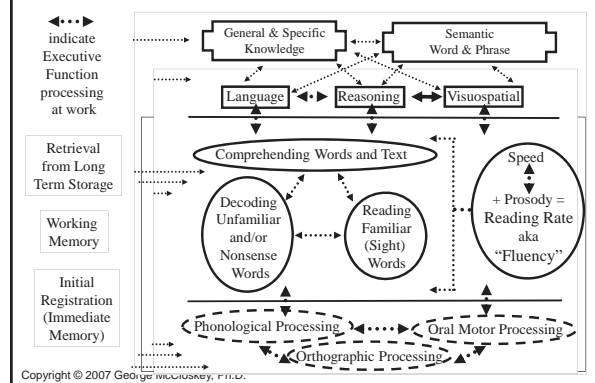 indicate
Executive
Function
processing
at work
General & Specific
Knowledge
Semantic
Word & Phrase
Language
Reasoning
Visuospatial
Retrieval
from Long
Term Storage
Working
Memory
Initial
Registration
(Immediate
Memory)
Comprehending Words and Text
Decoding
Unfamiliar
and/or
Nonsense
Words
Reading
Familiar
(Sight)
Words
Speed
+ Prosody =
Reading Rate
aka
“Fluency”
Phonological Processing
Oral Motor Processing
Orthographic Processing
Copyright © 2007 George McCloskey, Ph.D.